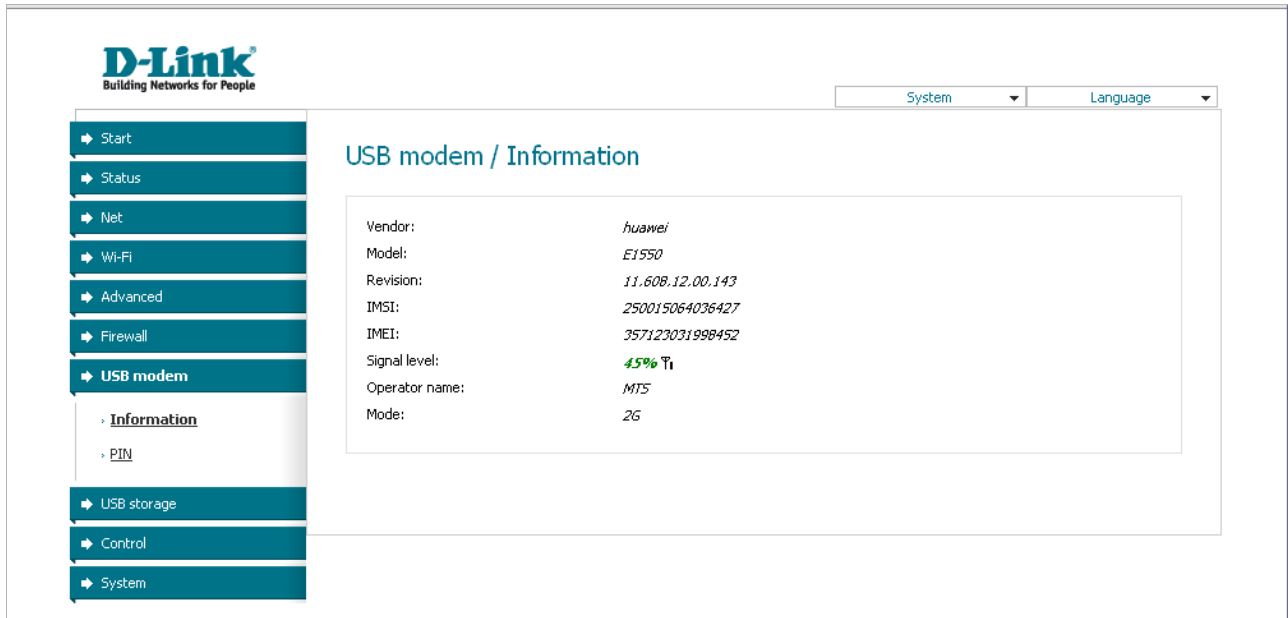 D-Link®
Building Networks for People
System Language
Start
Status
Net
Wi-Fi
Advanced
Firewall
USB modem
Information
PIN
USB storage
Control
System
USB modem / Information
Vendor: huawei
Model: E1550
Revision: 11.608.12.00.143
IMSI: 250015064036427
IMEI: 357123031998452
Signal level: 45%
Operator name: MTS
Mode: 2G